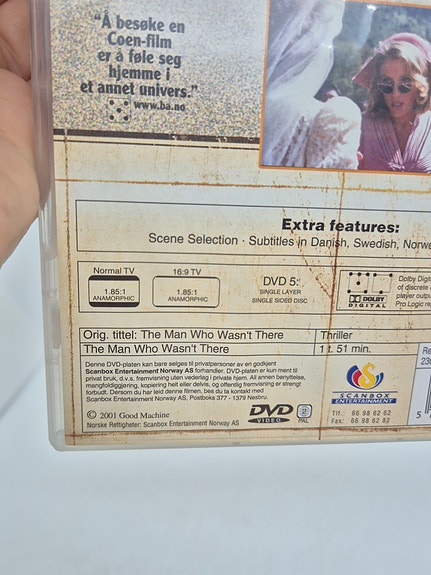 "Å besøke en
Coen-film
er å føle seg
hjemme i
et annet univers."
www.ba.no
Extra features:
Scene Selection · Subtitles in Danish, Swedish, Norwe
Normal TV
16:9 TV
1.85:1
ANAMORPHIC
1.85:1
ANAMORPHIC
DVD 5:
SINGLE LAYER
SINGLE SIDED DISC
DOLBY
DIGITAL
Dolby Digit
of discrete
player outpu
Pro Logic re
Orig. tittel: The Man Who Wasn't There
Thriller
The Man Who Wasn't There
1 t. 51 min.
Denne DVD-platen kan bare selges til privatpersoner av en godkjent
Scanbox Entertainment Norway AS forhandler. DVD-platen er kun ment til
privat bruk, d.v.s. fremvisning uten vederlag i private hjem. All annen benyttelse,
mangfoldiggjøring, kopiering helt eller delvis, og offentlig fremvisning er strengt
forbudt. Dersom du har leid denne filmen, bes du ta kontakt med
Scanbox Entertainment Norway AS, Postboks 377 - 1379 Nesbru.
© 2001 Good Machine
Norske Rettigheter: Scanbox Entertainment Norway AS
DVD
VIDEO
2
PAL
SCANBOX
ENTERTAINMENT
Tlf.: 66 98 62 62
Fax: 66 98 62 82
Re
230
5